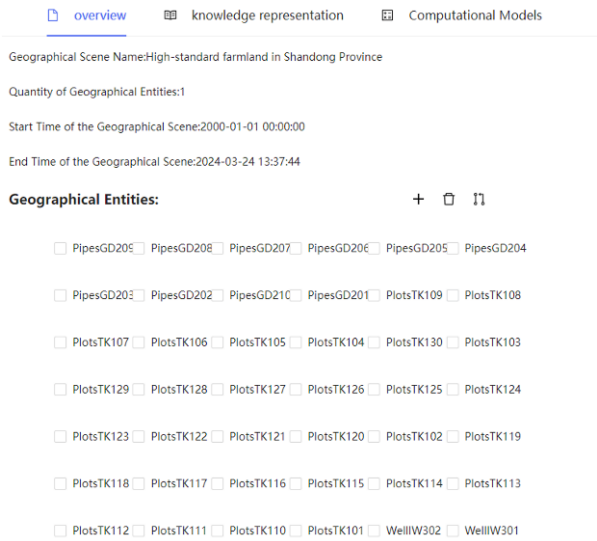 overview knowledge representation Computational Models
Geographical Scene Name:High-standard farmland in Shandong Province
Quantity of Geographical Entities:1
Start Time of the Geographical Scene:2000-01-01 00:00:00
End Time of the Geographical Scene:2024-03-24 13:37:44
Geographical Entities:
PipesGD209 PipesGD208 PipesGD207 PipesGD206 PipesGD205 PipesGD204
PipesGD203 PipesGD202 PipesGD210 PipesGD201 PlotsTK109 PlotsTK108
PlotsTK107 PlotsTK106 PlotsTK105 PlotsTK104 PlotsTK130 PlotsTK103
PlotsTK129 PlotsTK128 PlotsTK127 PlotsTK126 PlotsTK125 PlotsTK124
PlotsTK123 PlotsTK122 PlotsTK121 PlotsTK120 PlotsTK102 PlotsTK119
PlotsTK118 PlotsTK117 PlotsTK116 PlotsTK115 PlotsTK114 PlotsTK113
PlotsTK112 PlotsTK111 PlotsTK110 PlotsTK101 WellIW302 WellIW301